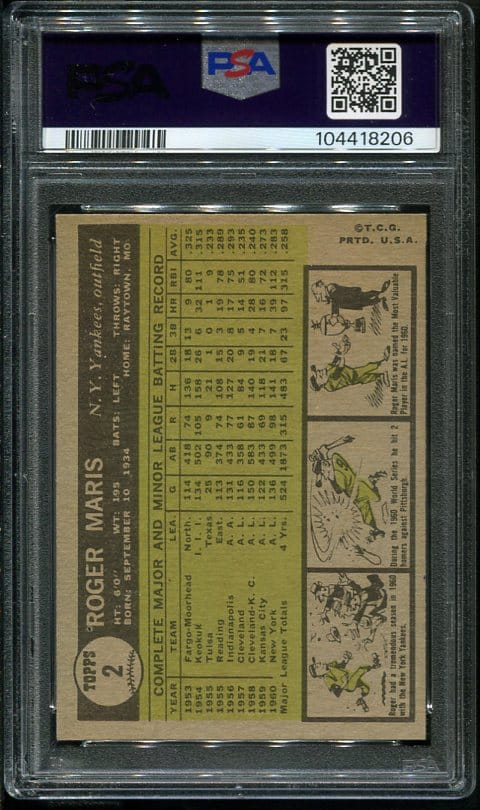 PSA
PSA
104418206
TOPPS
2
ROGER MARIS N.Y. Yankees, outfield
HT: 6'0" WT: 195 BATS: LEFT THROWS: RIGHT
BORN: SEPTEMBER 10 1934 HOME: RAYTOWN, MO.
COMPLETE MAJOR AND MINOR LEAGUE BATTING RECORD
YEAR TEAM LEA. G AB R H 2B 3B HR RBI AVG.
1953 Fargo-Moorhead North. 114 418 74 136 18 13 9 80 .325
1954 Keokuk I. I. I. 134 502 105 158 26 6 32 111 .315
1955 Tulsa Texas 25 90 9 21 1 0 1 9 .233
1955 Reading East. 113 374 74 108 15 3 19 78 .289
1956 Indianapolis A. A. 131 433 77 127 20 8 17 75 .293
1957 Cleveland A. L. 116 358 61 84 9 5 14 51 .235
1958 Cleveland-K. C. A. L. 150 583 87 140 19 4 28 80 .240
1959 Kansas City A. L. 122 433 69 118 21 7 16 72 .273
1960 New York A. L. 136 499 98 141 18 7 39 112 .283
Major League Totals 4 Yrs. 524 1873 315 483 67 23 97 315 .258
Roger had a tremendous season in 1960
with the New York Yankees.
During the 1960 World Series he hit 2
homers against Pittsburgh.
Roger Maris was named the Most Valuable
Player in the A.L. for 1960.
©T.C.G.
PRTD. U.S.A.